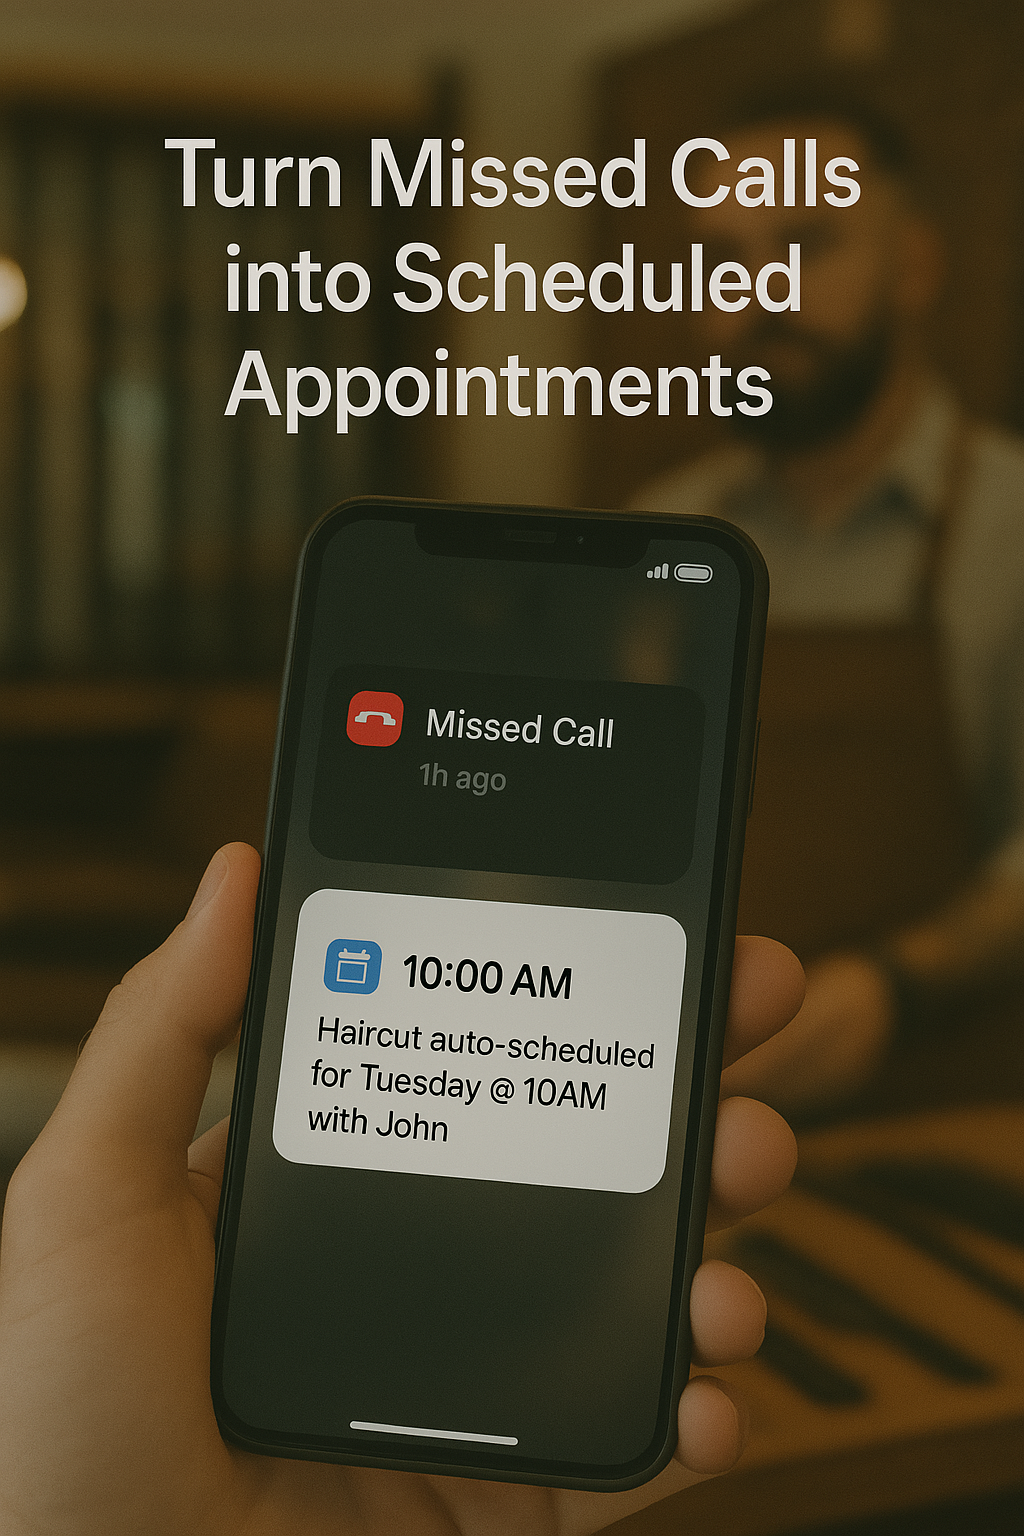 Turn Missed Calls
into Scheduled
Appointments
Missed Call
1h ago
10:00 AM
Haircut auto-scheduled
for Tuesday @ 10AM
with John